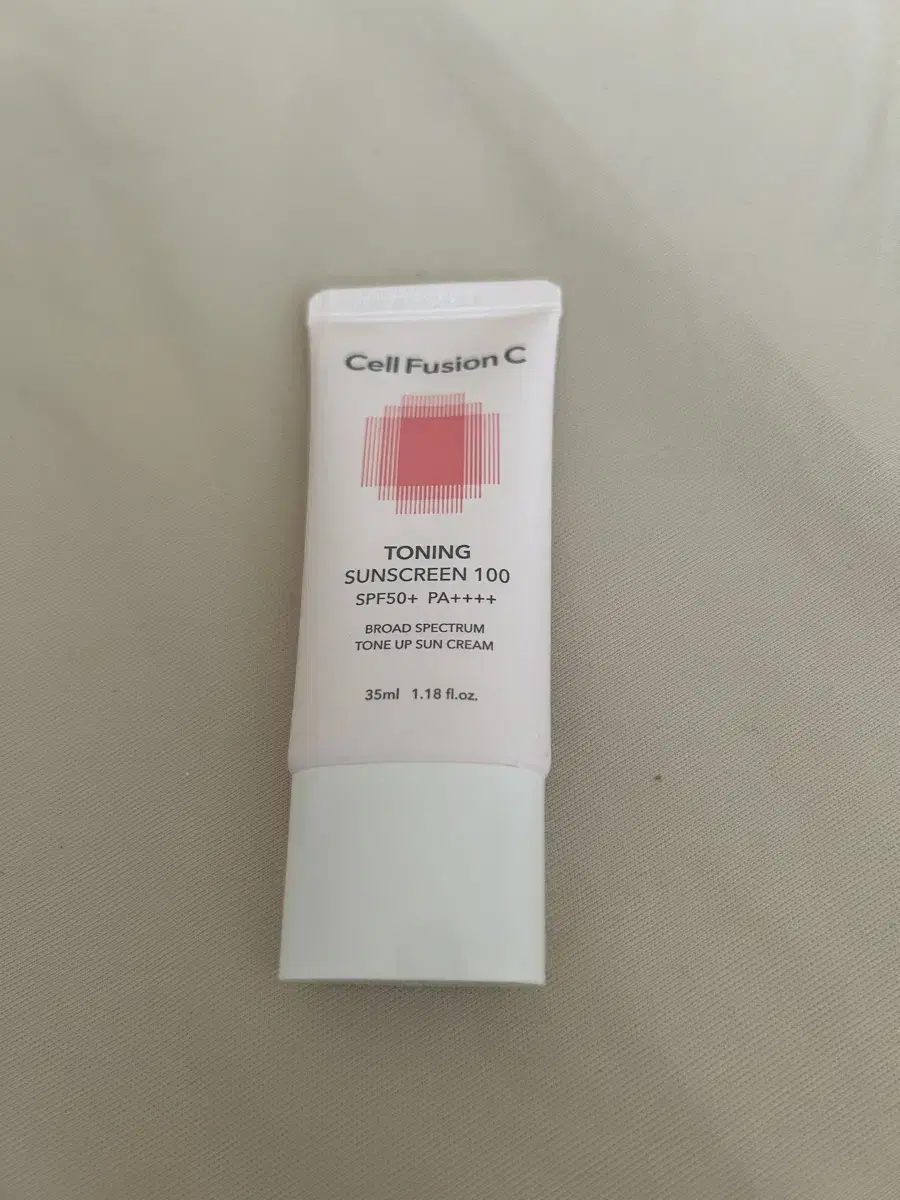 Cell Fusion C
TONING
SUNSCREEN 100
SPF50+ PA++++
BROAD SPECTRUM
TONE UP SUN CREAM
35ml 1.18 fl.oz.